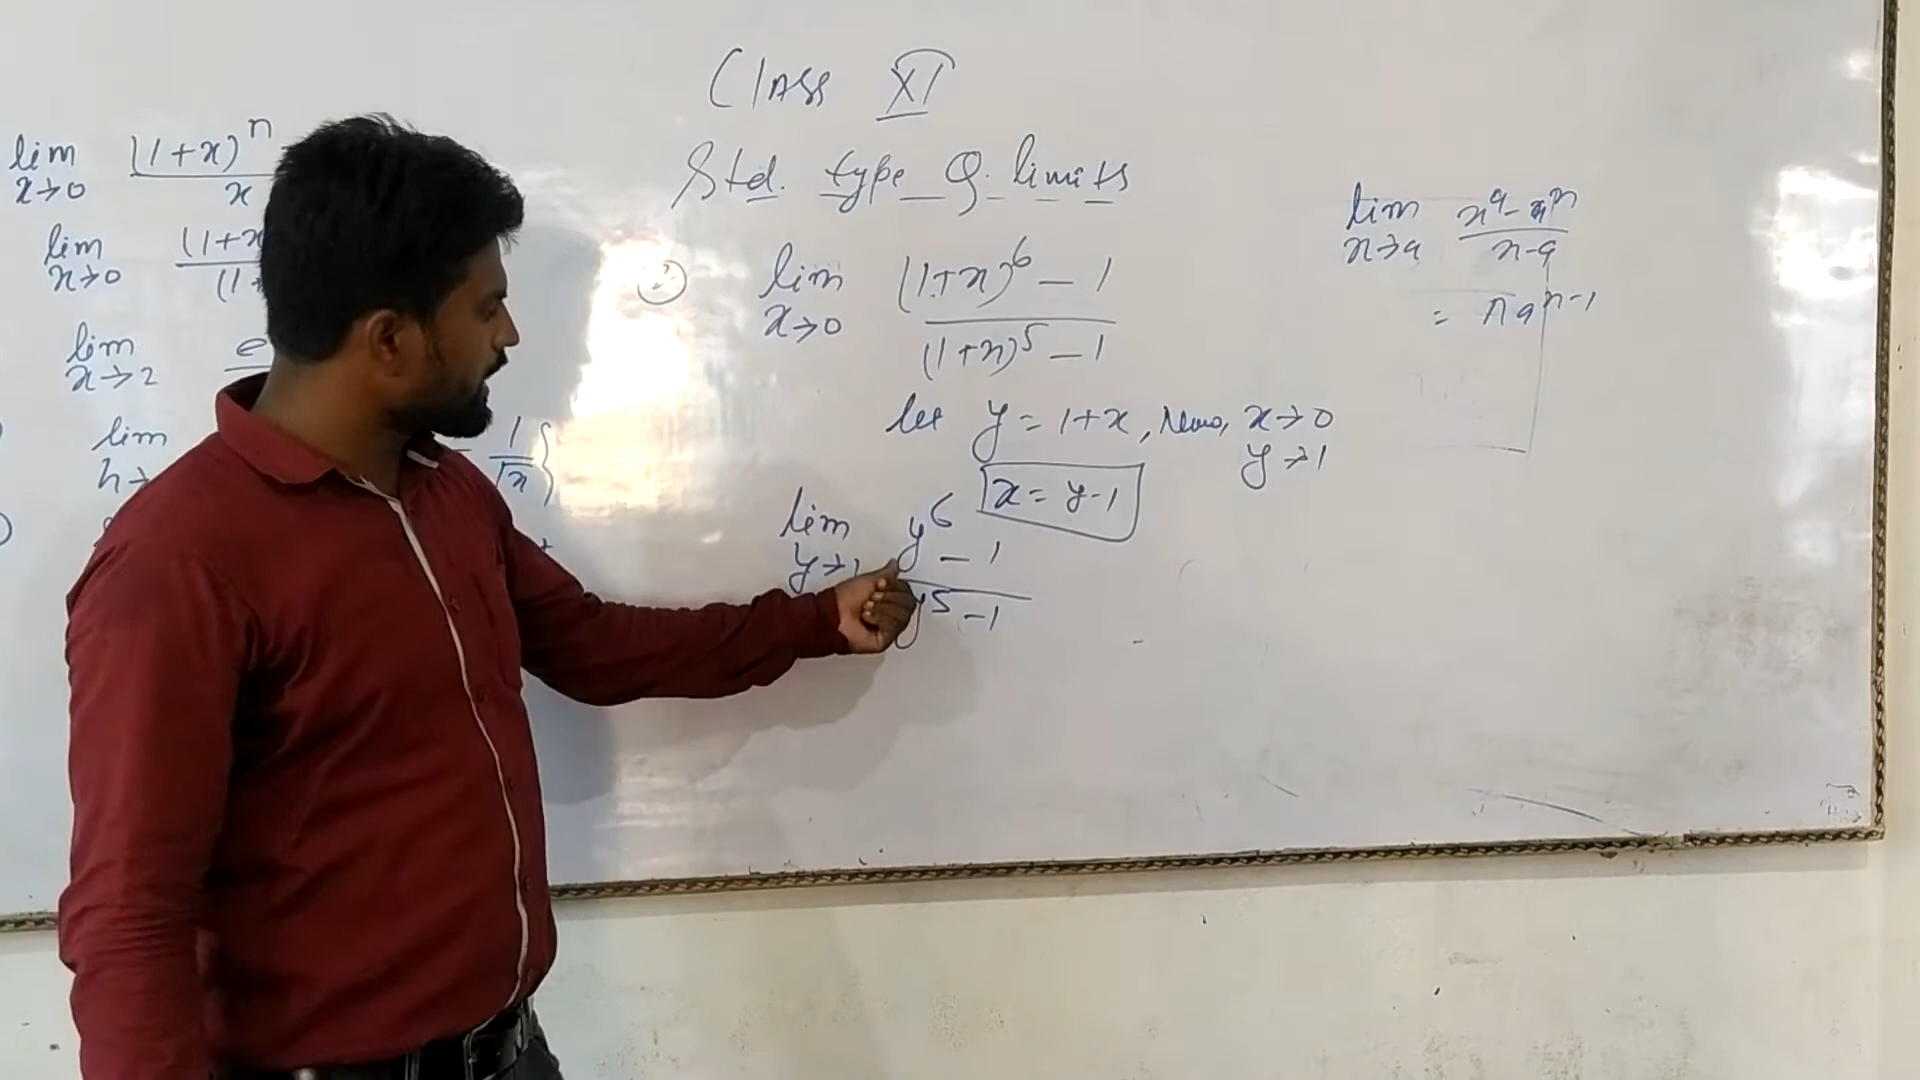 Class XI
Std. type Q. limits
lim (1+x)^n
x→0 x
lim (1+x
x→0 (1+
lim e
x→2
lim 1
h→ √x }
② lim (1+x)^6 - 1
x→0 (1+x)^5 - 1
let y = 1+x, Now, x→0
y→1
x = y-1
lim y^6 - 1
y→1 y^5 - 1
lim
x→a x-a
= n a^n-1